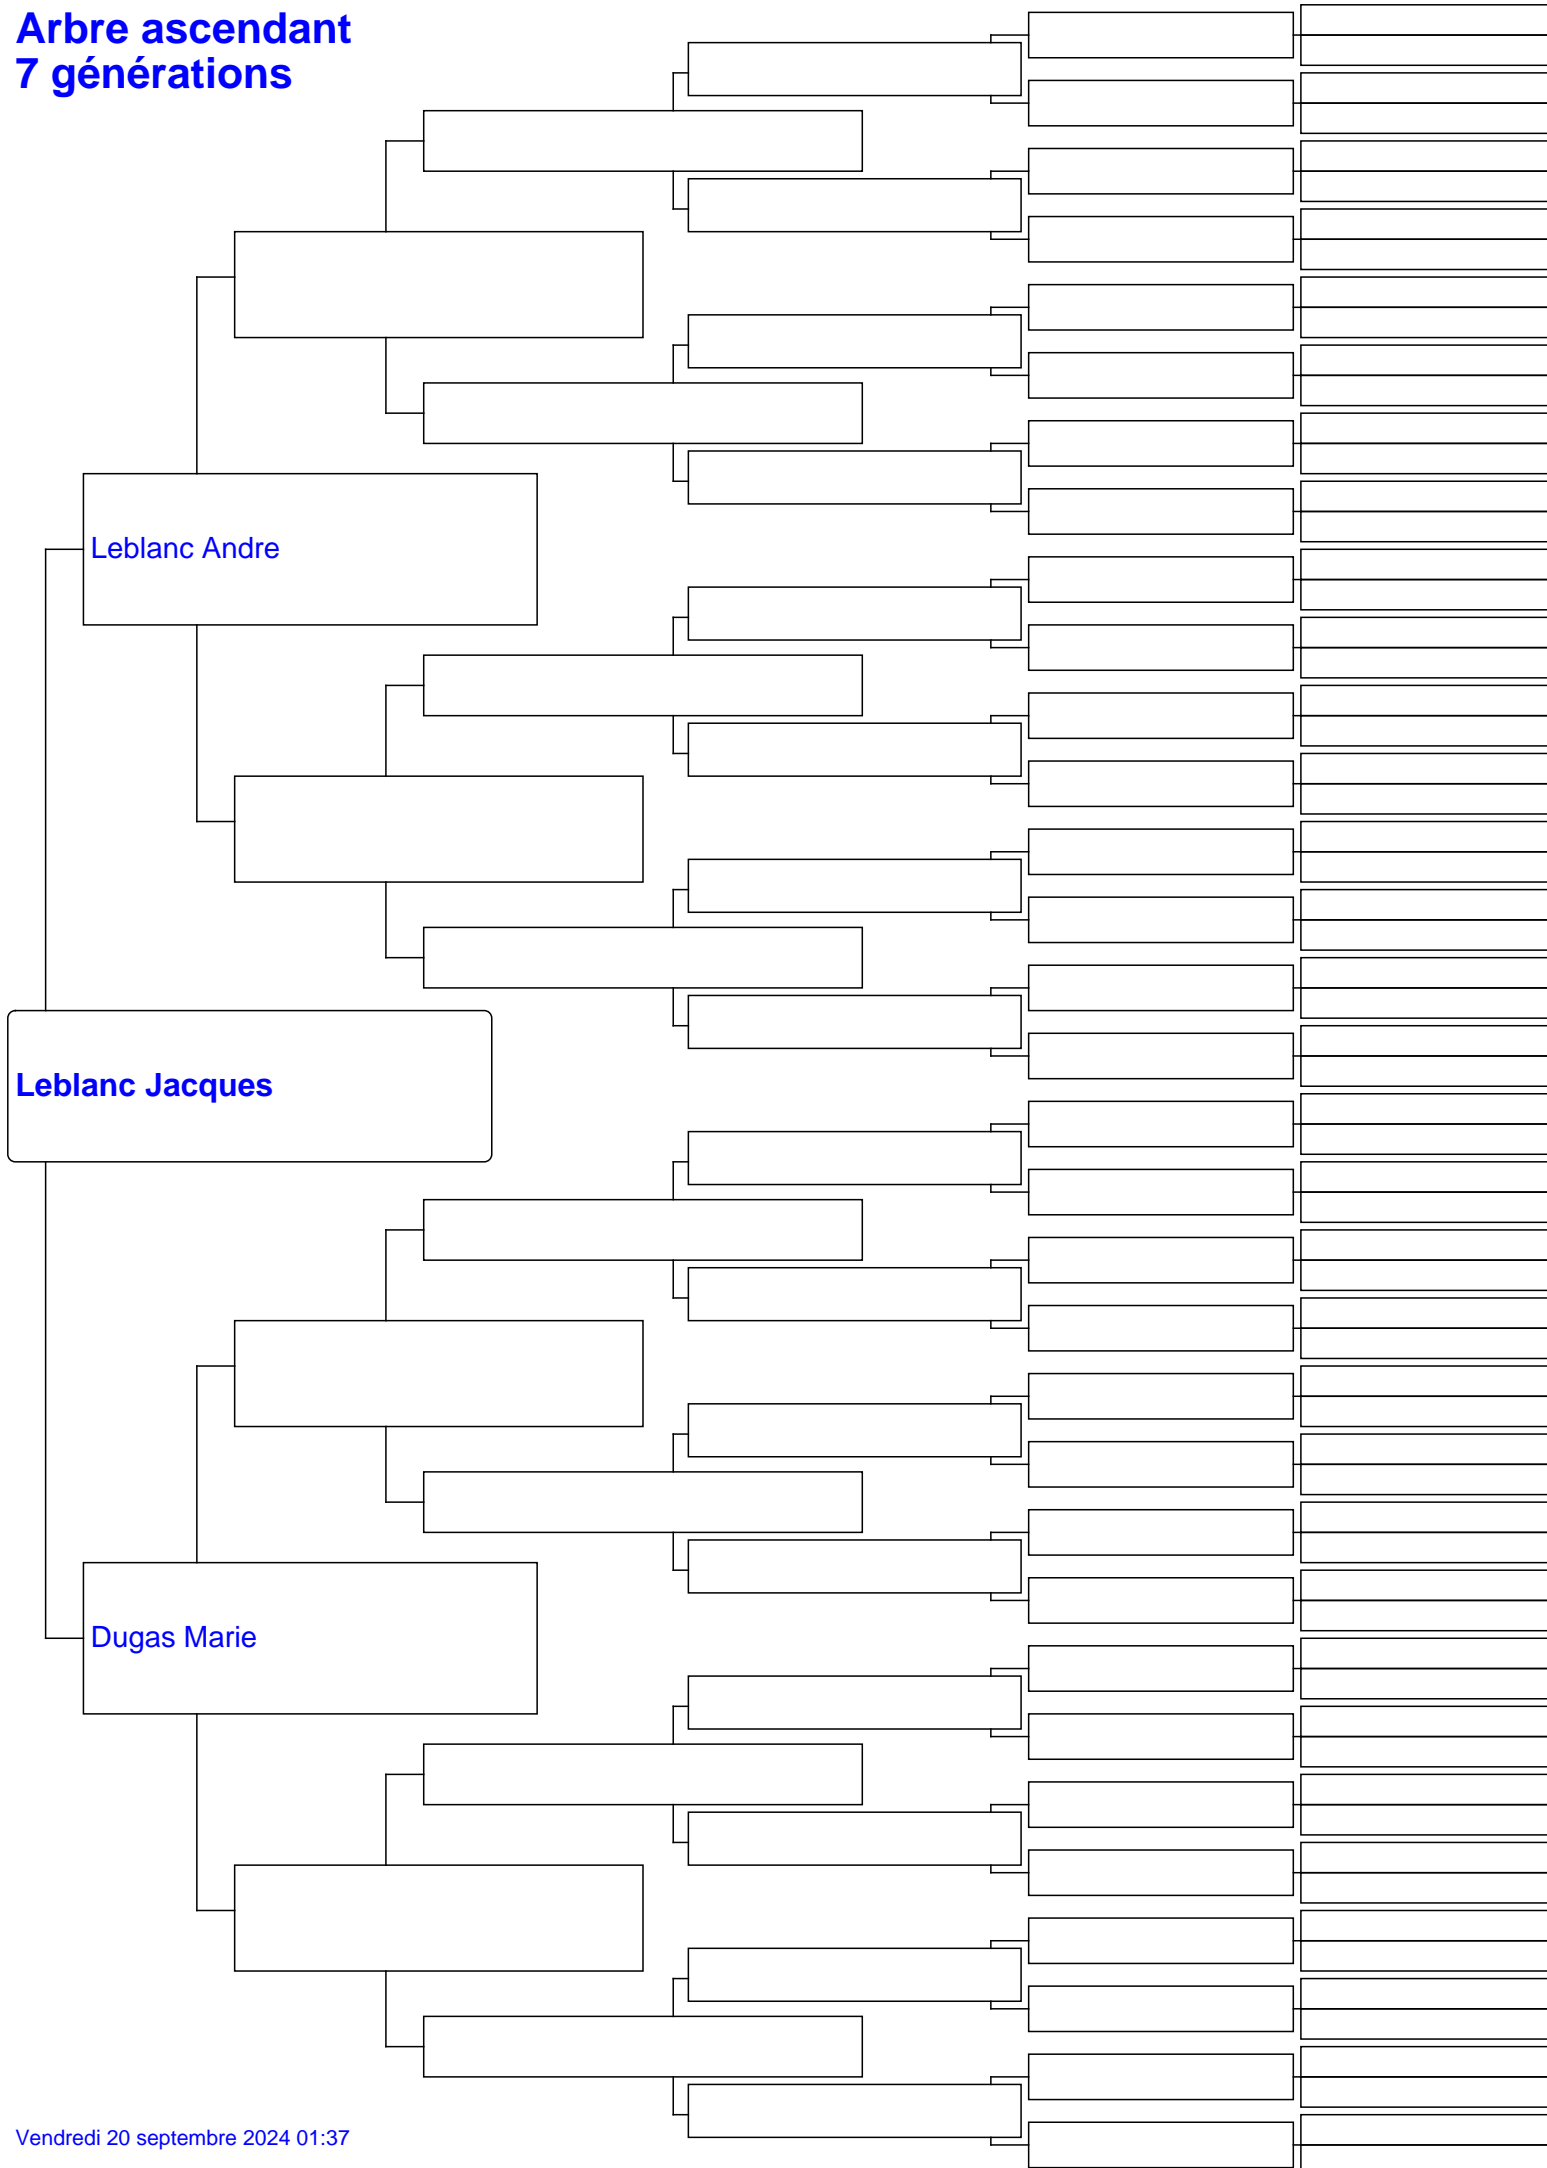 Arbre ascendant
7 générations
Leblanc Andre
Leblanc Jacques
Dugas Marie
Vendredi 20 septembre 2024 01:37